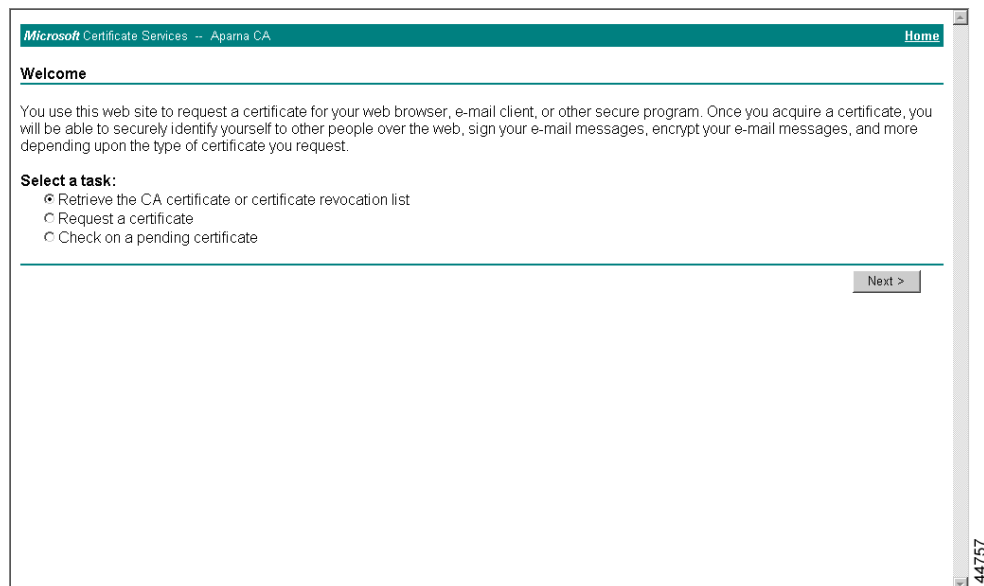 Microsoft Certificate Services -- Aparna CA Home
Welcome
You use this web site to request a certificate for your web browser, e-mail client, or other secure program. Once you acquire a certificate, you
will be able to securely identify yourself to other people over the web, sign your e-mail messages, encrypt your e-mail messages, and more
depending upon the type of certificate you request.
Select a task:
Retrieve the CA certificate or certificate revocation list
Request a certificate
Check on a pending certificate
Next >
44757